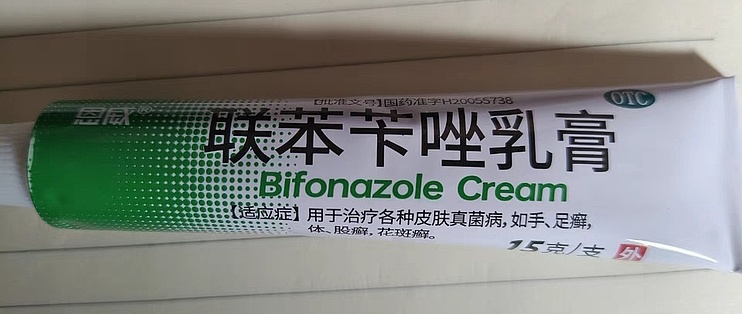 恩威®
【批准文号】国药准字H20055738
OTC
联苯苄唑乳膏
Bifonazole Cream
【适应症】用于治疗各种皮肤真菌病，如手、足癣，
体、股癣，花斑癣。
15克/支
外